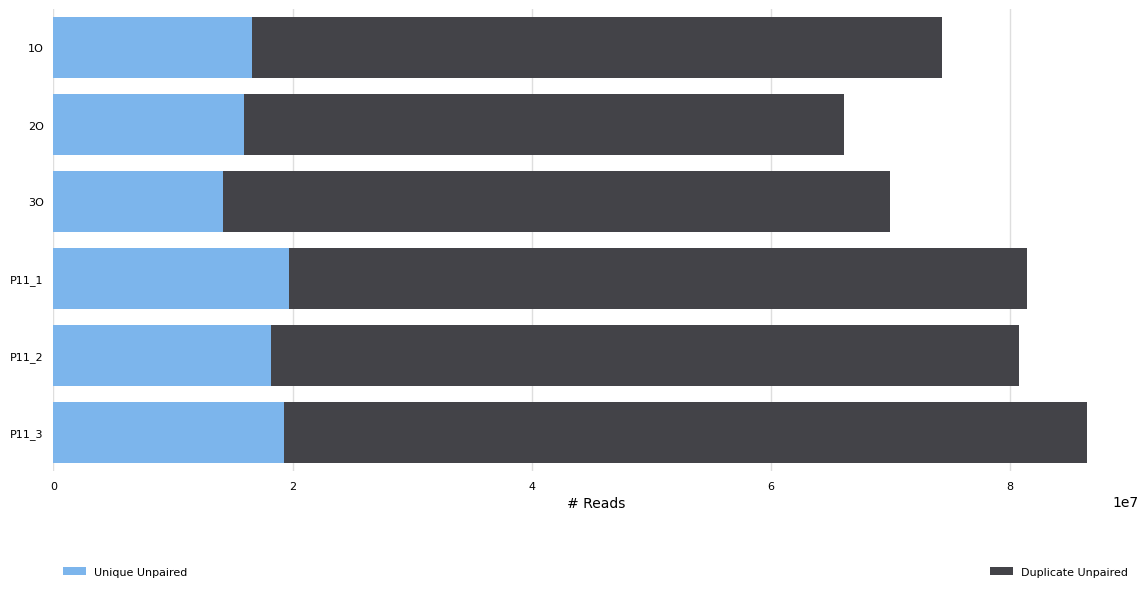 1O
2O
3O
P11_1
P11_2
P11_3
0 2 4 6 8
# Reads
1e7
Unique Unpaired Duplicate Unpaired